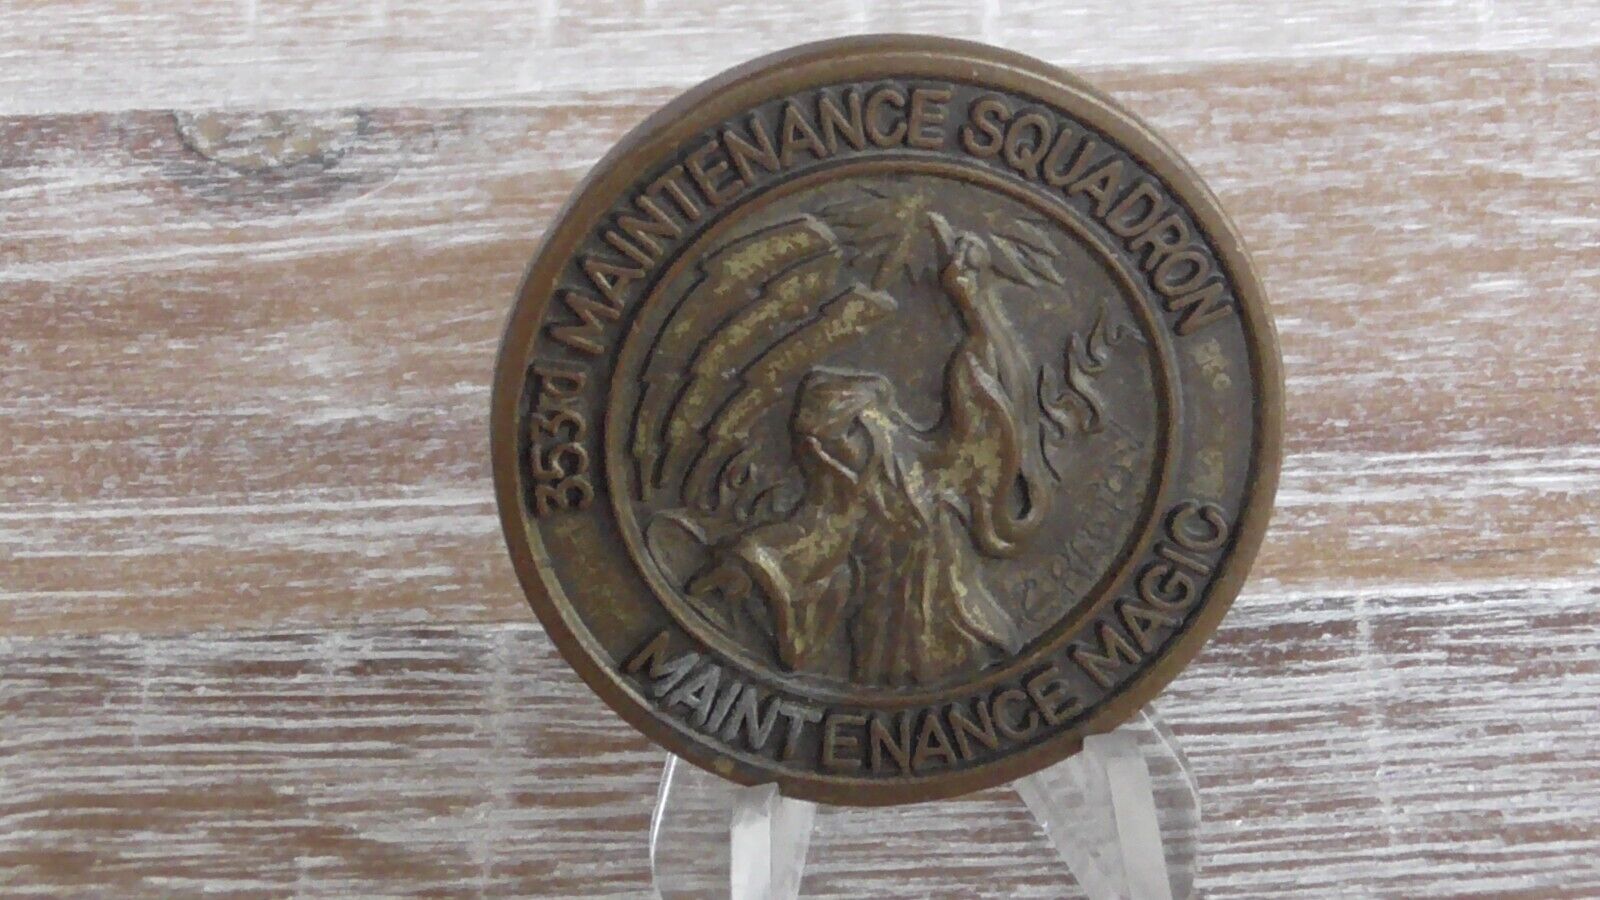 353rd MAINTENANCE SQUADRON
MAINTENANCE MAGIC